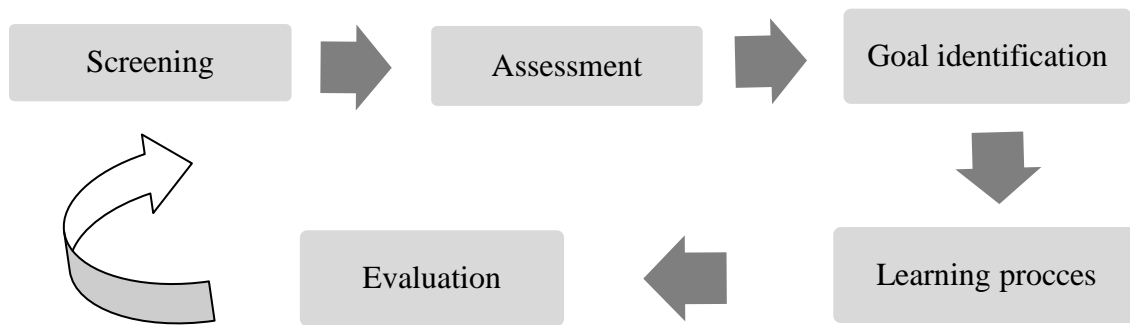 Screening
Assessment
Goal identification
Learning procces
Evaluation